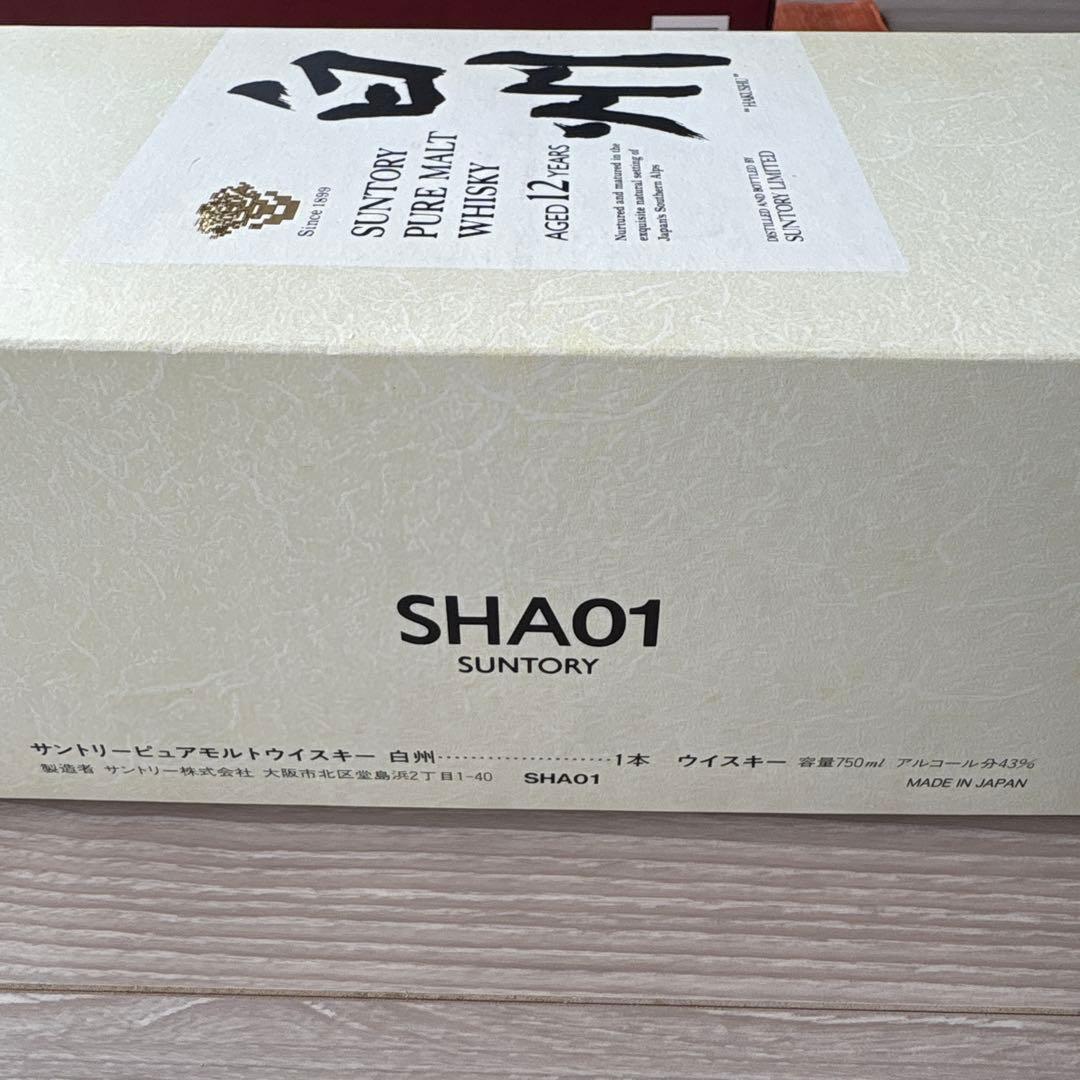 白州
Since 1899
SUNTORY
PURE MALT
WHISKY
AGED 12 YEARS
Nurtured and matured in the
exquisite natural setting of
Japan's Southern Alps
"HAKUSHU"
DISTILLED AND BOTTLED BY
SUNTORY LIMITED
SHA01
SUNTORY
サントリーピュアモルトウイスキー 白州.....................1本 ウイスキー 容量750ml アルコール分43%
製造者 サントリー株式会社 大阪市北区堂島浜2丁目1-40 SHA01
MADE IN JAPAN